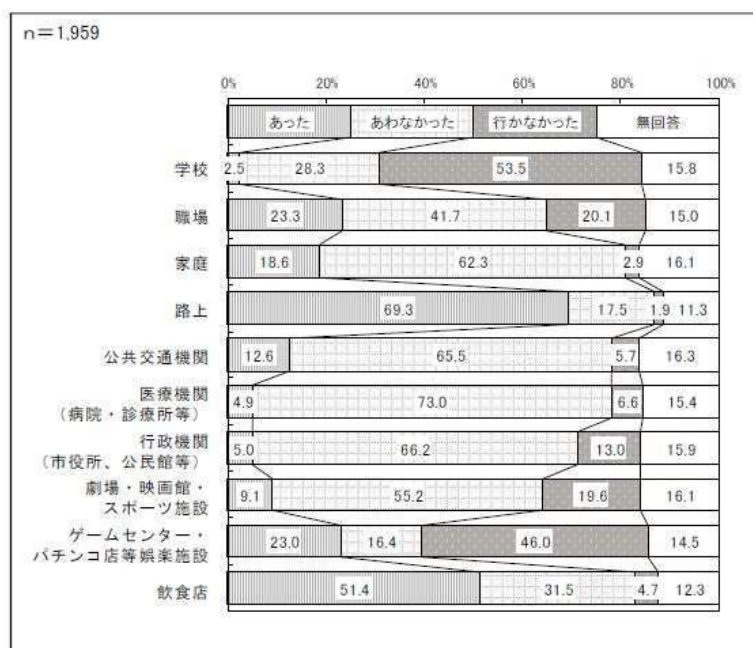 n＝1,959
0% 20% 40% 60% 80% 100%
あった あわなかった 行かなかった 無回答
学校 2.5 28.3 53.5 15.8
職場 23.3 41.7 20.1 15.0
家庭 18.6 62.3 2.9 16.1
路上 69.3 17.5 1.9 11.3
公共交通機関 12.6 65.5 5.7 16.3
医療機関
（病院・診療所等） 4.9 73.0 6.6 15.4
行政機関
（市役所、公民館等） 5.0 66.2 13.0 15.9
劇場・映画館・
スポーツ施設 9.1 55.2 19.6 16.1
ゲームセンター・
パチンコ店等娯楽施設 23.0 16.4 46.0 14.5
飲食店 51.4 31.5 4.7 12.3